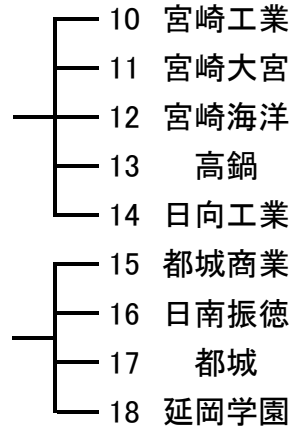 10 宮崎工業
11 宮崎大宮
12 宮崎海洋
13 高鍋
14 日向工業
15 都城商業
16 日南振徳
17 都城
18 延岡学園